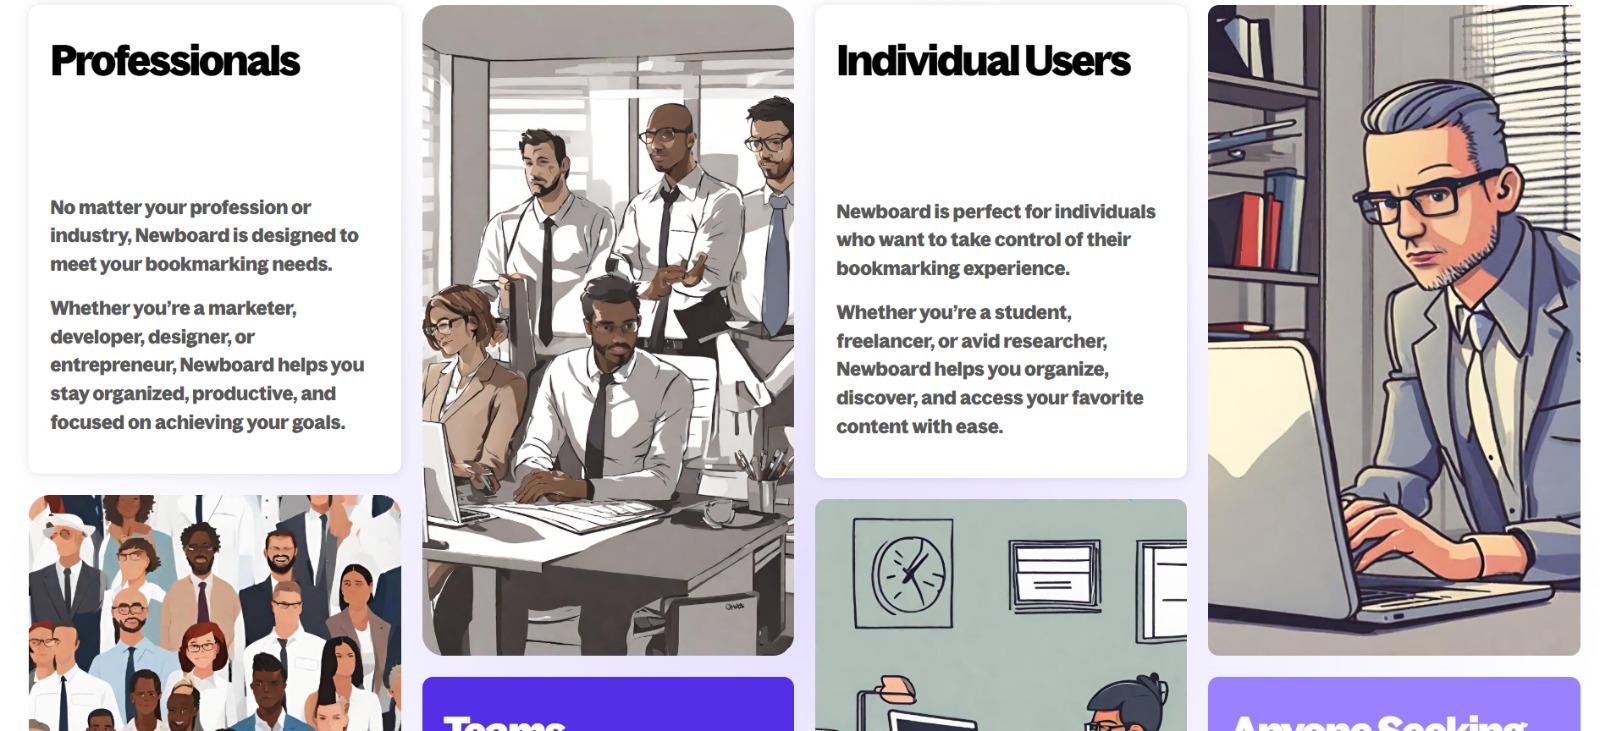 Professionals
No matter your profession or
industry, Newboard is designed to
meet your bookmarking needs.
Whether you’re a marketer,
developer, designer, or
entrepreneur, Newboard helps you
stay organized, productive, and
focused on achieving your goals.
Individual Users
Newboard is perfect for individuals
who want to take control of their
bookmarking experience.
Whether you’re a student,
freelancer, or avid researcher,
Newboard helps you organize,
discover, and access your favorite
content with ease.
Teams
Anyone Seeking